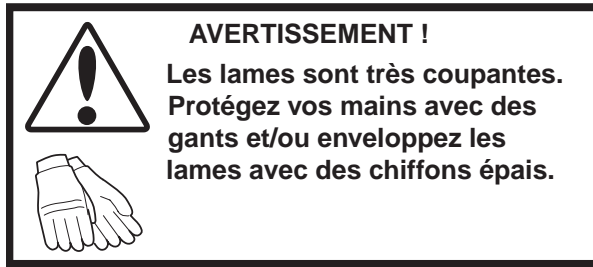 AVERTISSEMENT !
Les lames sont très coupantes.
Protégez vos mains avec des
gants et/ou enveloppez les
lames avec des chiffons épais.